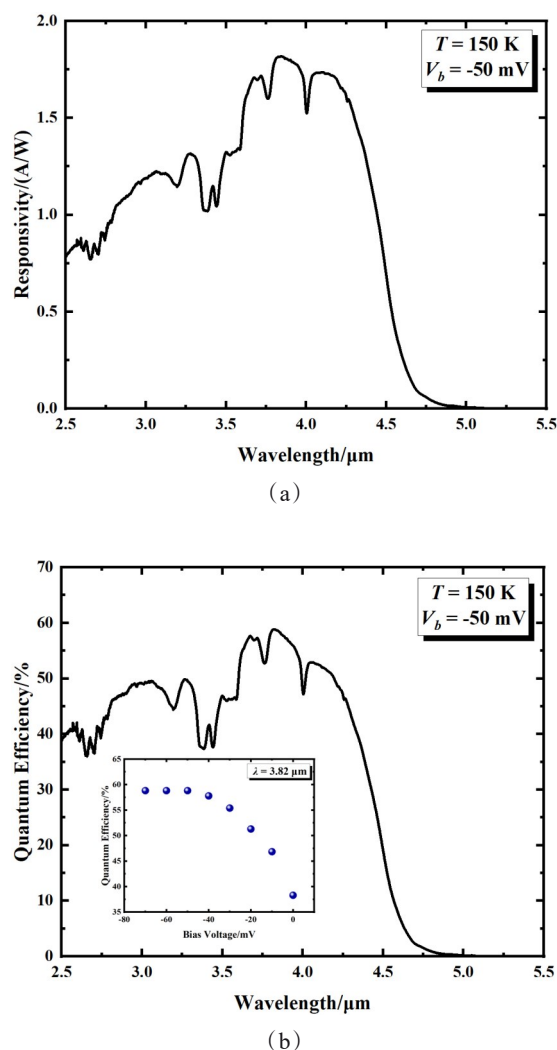 2.0
T = 150 K
V_b = -50 mV
1.5
1.0
0.5
0.0
Responsivity/(A/W)
2.5 3.0 3.5 4.0 4.5 5.0 5.5
Wavelength/μm
(a)
70
T = 150 K
V_b = -50 mV
60
50
40
30
20
10
0
Quantum Efficiency/%
65
λ = 3.82 μm
60
55
50
45
40
35
Quantum Efficiency/%
-80 -60 -40 -20 0
Bias Voltage/mV
2.5 3.0 3.5 4.0 4.5 5.0 5.5
Wavelength/μm
(b)